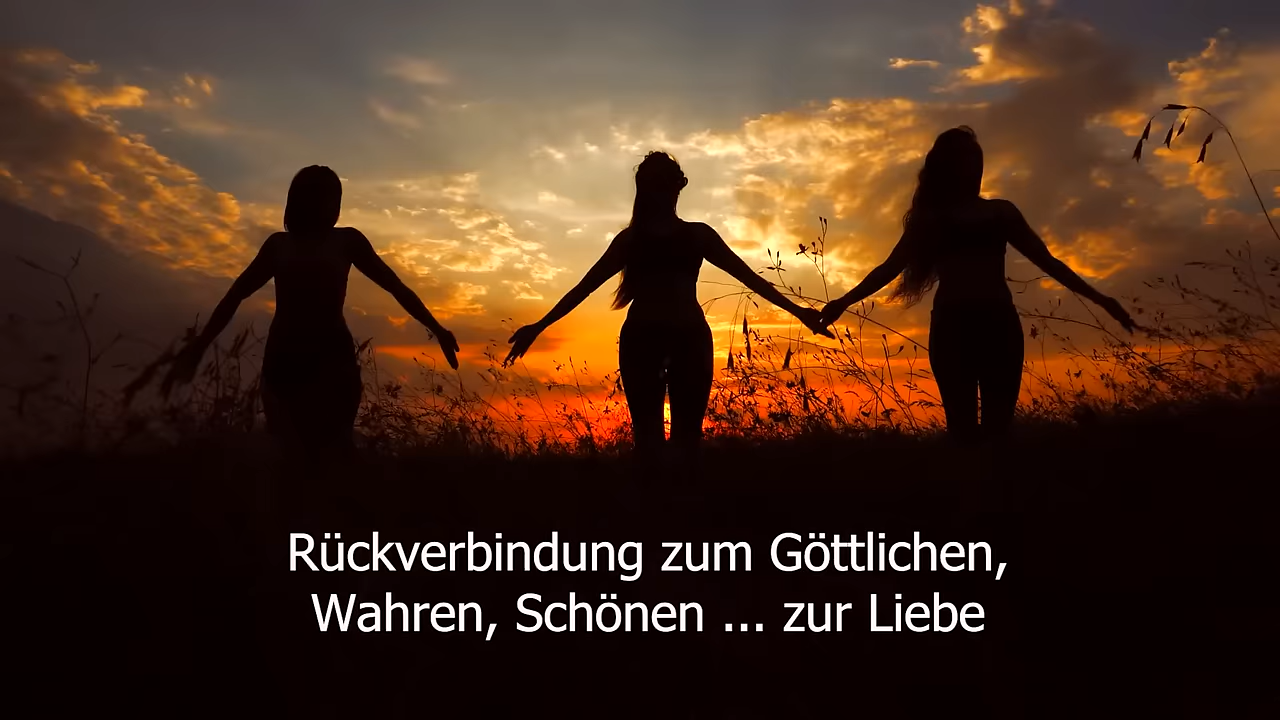 Rückverbindung zum Göttlichen,
Wahren, Schönen ... zur Liebe